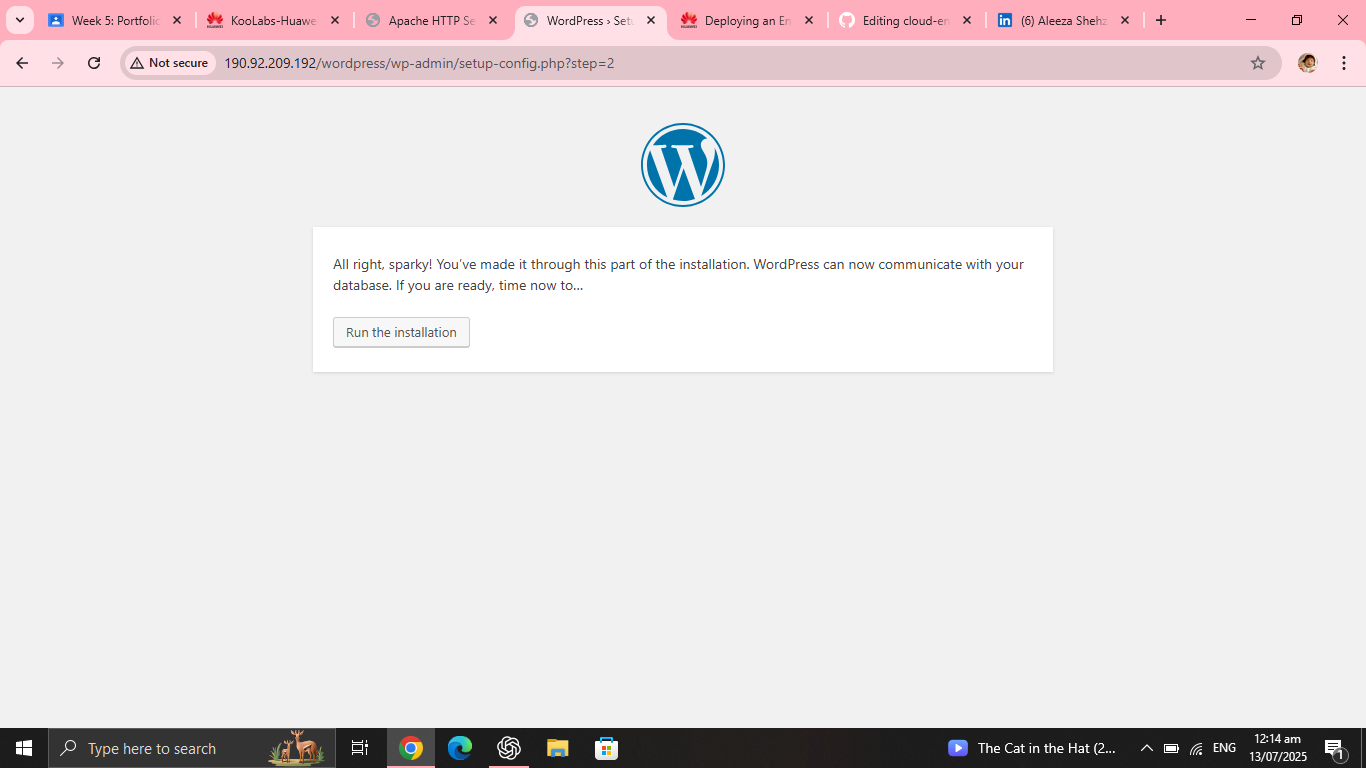 Week 5: Portfolio
KooLabs-Huawe
Apache HTTP Se
WordPress › Setu
Deploying an En
Editing cloud-en
(6) Aleeza Shehz
Not secure
190.92.209.192/wordpress/wp-admin/setup-config.php?step=2
All right, sparky! You've made it through this part of the installation. WordPress can now communicate with your
database. If you are ready, time now to…
Run the installation
Type here to search
The Cat in the Hat (2...
ENG
12:14 am
13/07/2025
1